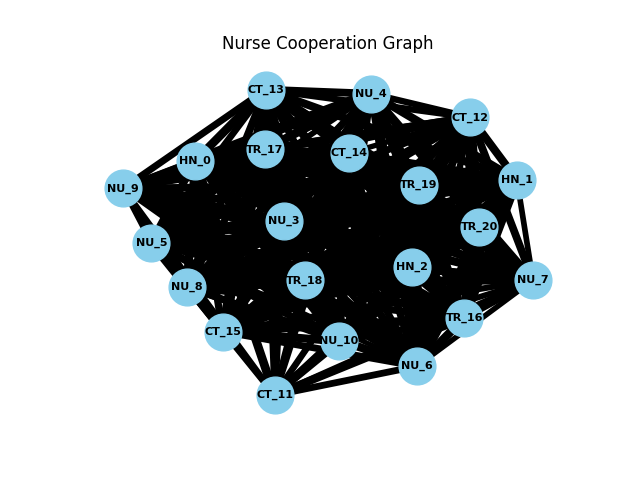 Nurse Cooperation Graph
CT_13
NU_4
CT_12
TR_17
CT_14
HN_0
HN_1
TR_19
NU_9
NU_3
TR_20
NU_5
HN_2
TR_18
NU_7
NU_8
TR_16
CT_15
NU_10
NU_6
CT_11